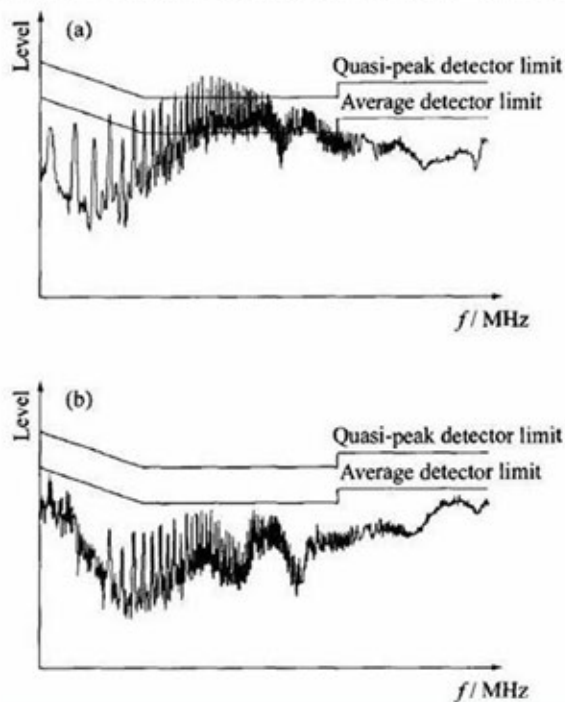 (a)
Level
Quasi-peak detector limit
Average detector limit
f / MHz
(b)
Level
Quasi-peak detector limit
Average detector limit
f / MHz